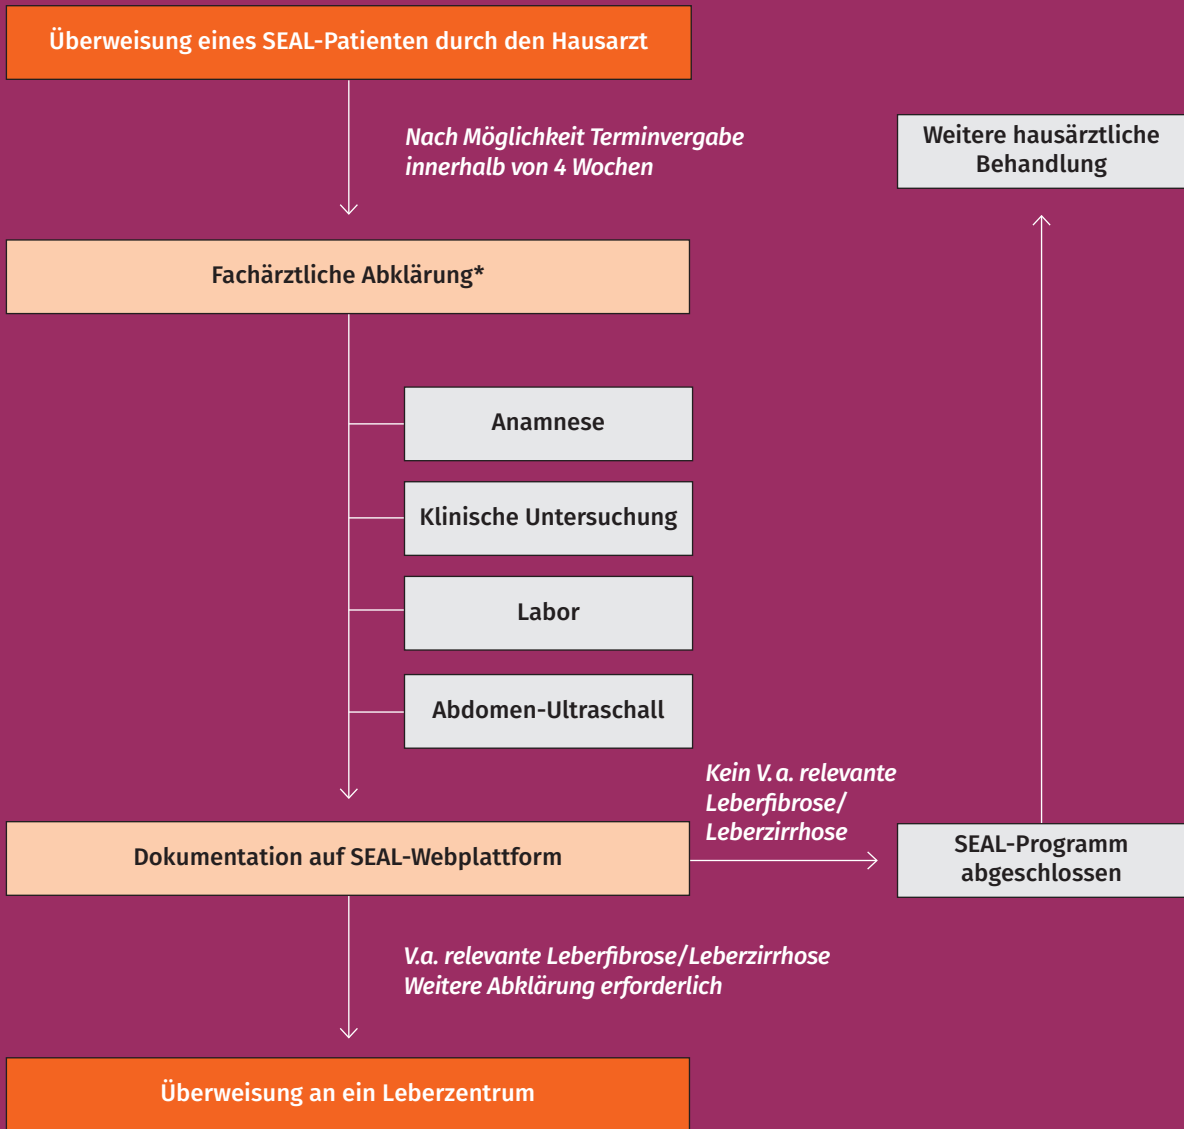 Überweisung eines SEAL-Patienten durch den Hausarzt
Nach Möglichkeit Terminvergabe
innerhalb von 4 Wochen
Weitere hausärztliche
Behandlung
Fachärztliche Abklärung*
Anamnese
Klinische Untersuchung
Labor
Abdomen-Ultraschall
Kein V. a. relevante
Leberfibrose/
Leberzirrhose
Dokumentation auf SEAL-Webplattform
SEAL-Programm
abgeschlossen
V.a. relevante Leberfibrose/Leberzirrhose
Weitere Abklärung erforderlich
Überweisung an ein Leberzentrum